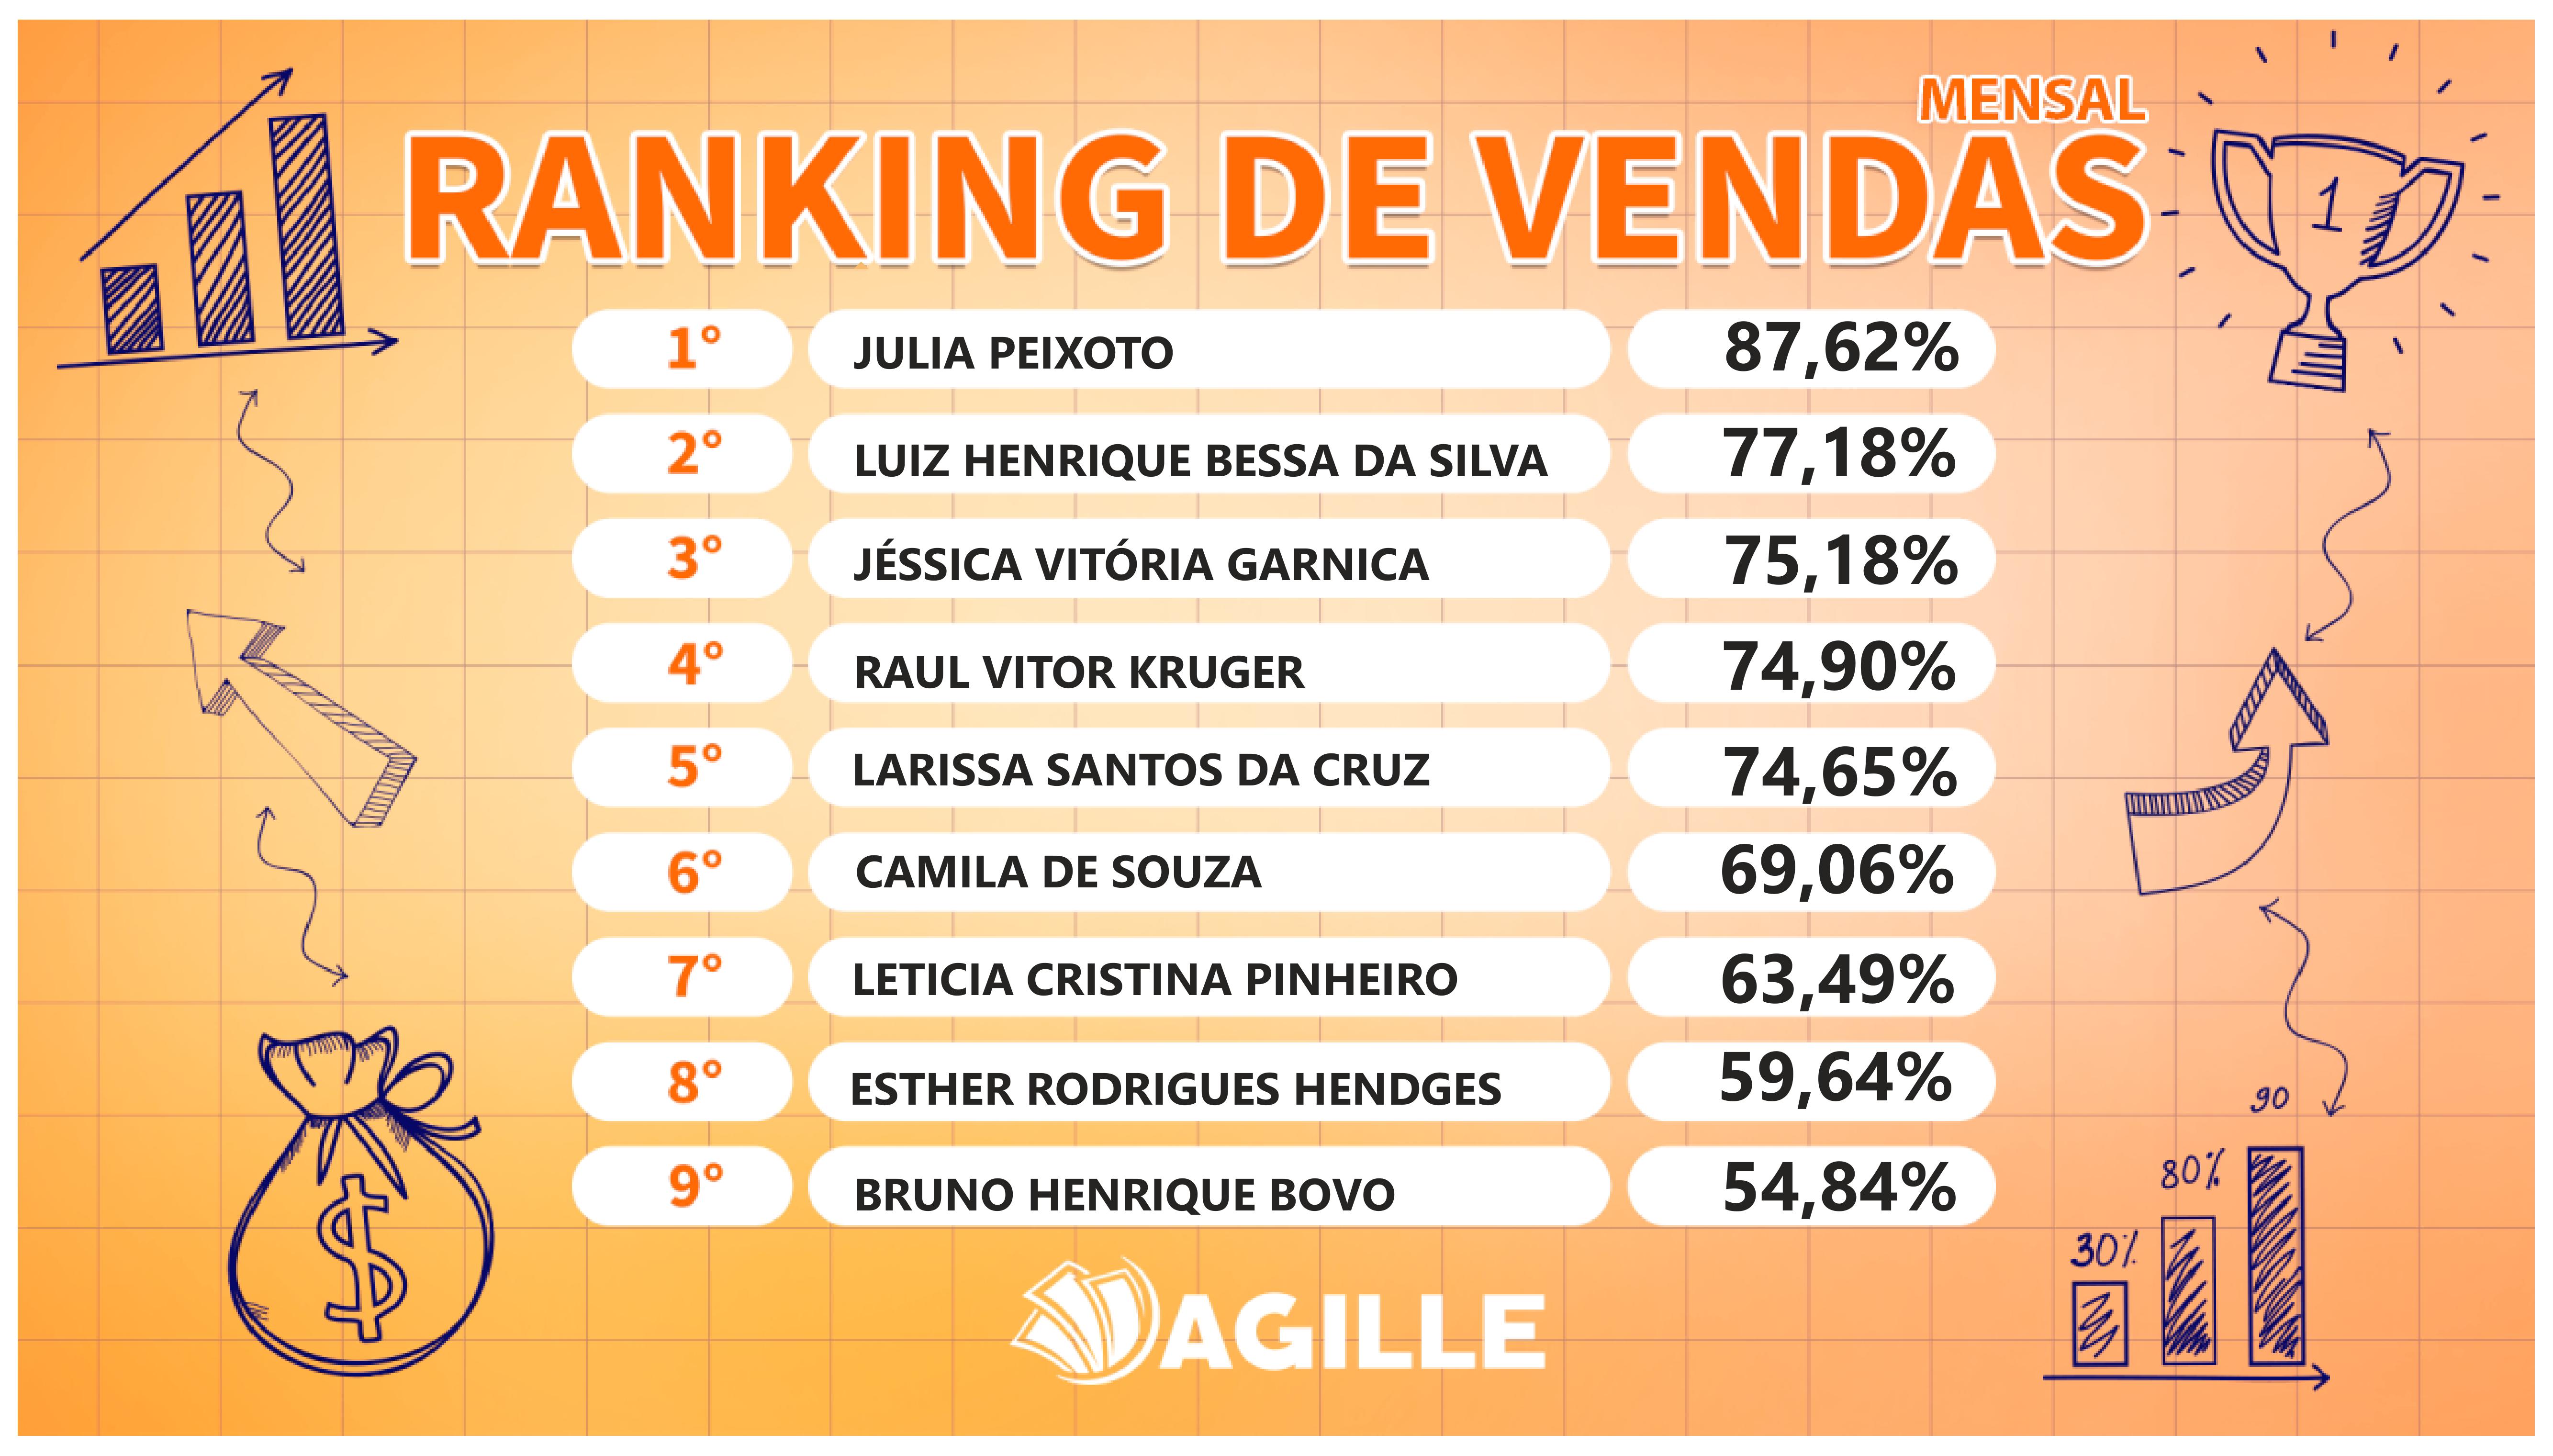 MENSAL
RANKING DE VENDAS
1
1° JULIA PEIXOTO 87,62%
2° LUIZ HENRIQUE BESSA DA SILVA 77,18%
3° JÉSSICA VITÓRIA GARNICA 75,18%
4° RAUL VITOR KRUGER 74,90%
5° LARISSA SANTOS DA CRUZ 74,65%
6° CAMILA DE SOUZA 69,06%
7° LETICIA CRISTINA PINHEIRO 63,49%
8° ESTHER RODRIGUES HENDGES 59,64%
9° BRUNO HENRIQUE BOVO 54,84%
$
90
80%
30%
AGILLE